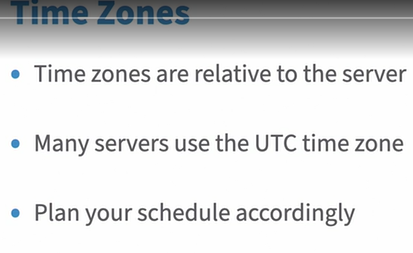 Time Zones
Time zones are relative to the server
Many servers use the UTC time zone
Plan your schedule accordingly